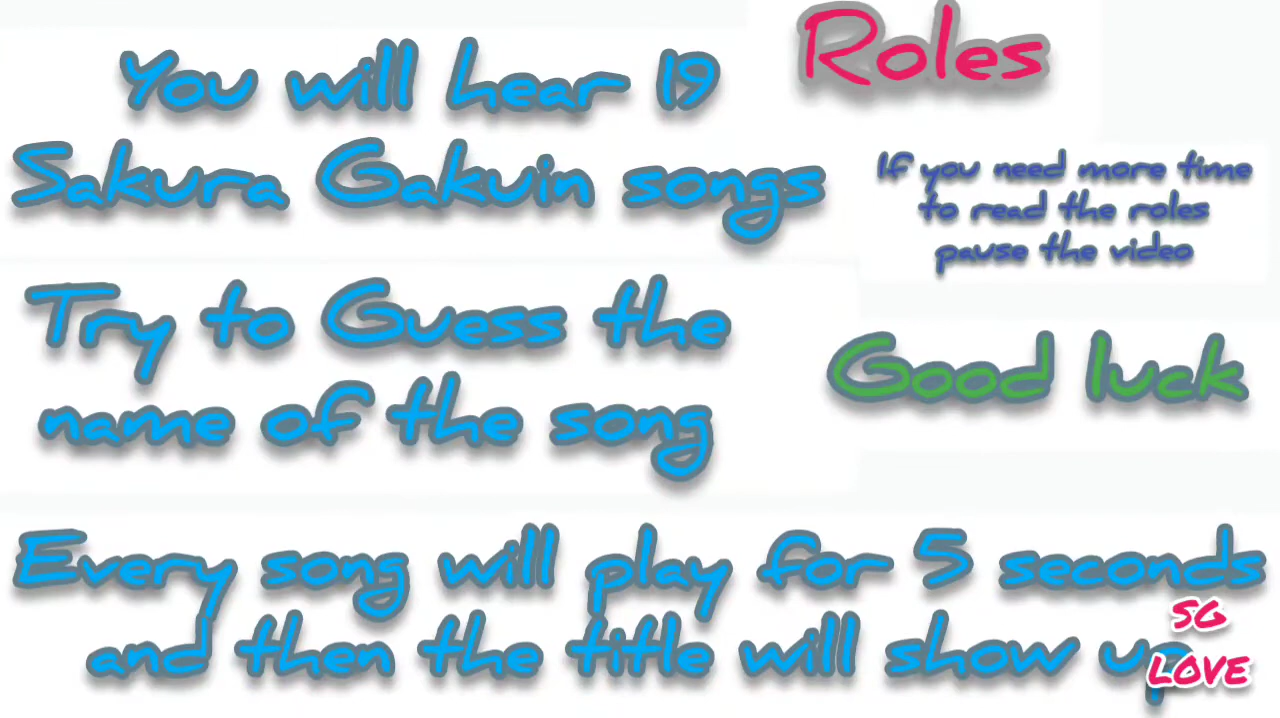 Roles
You will hear 19
Sakura Gakuin songs
If you need more time
to read the roles
pause the video
Try to Guess the
name of the song
Good luck
Every song will play for 5 seconds
and then the title will show up
SG
LOVE